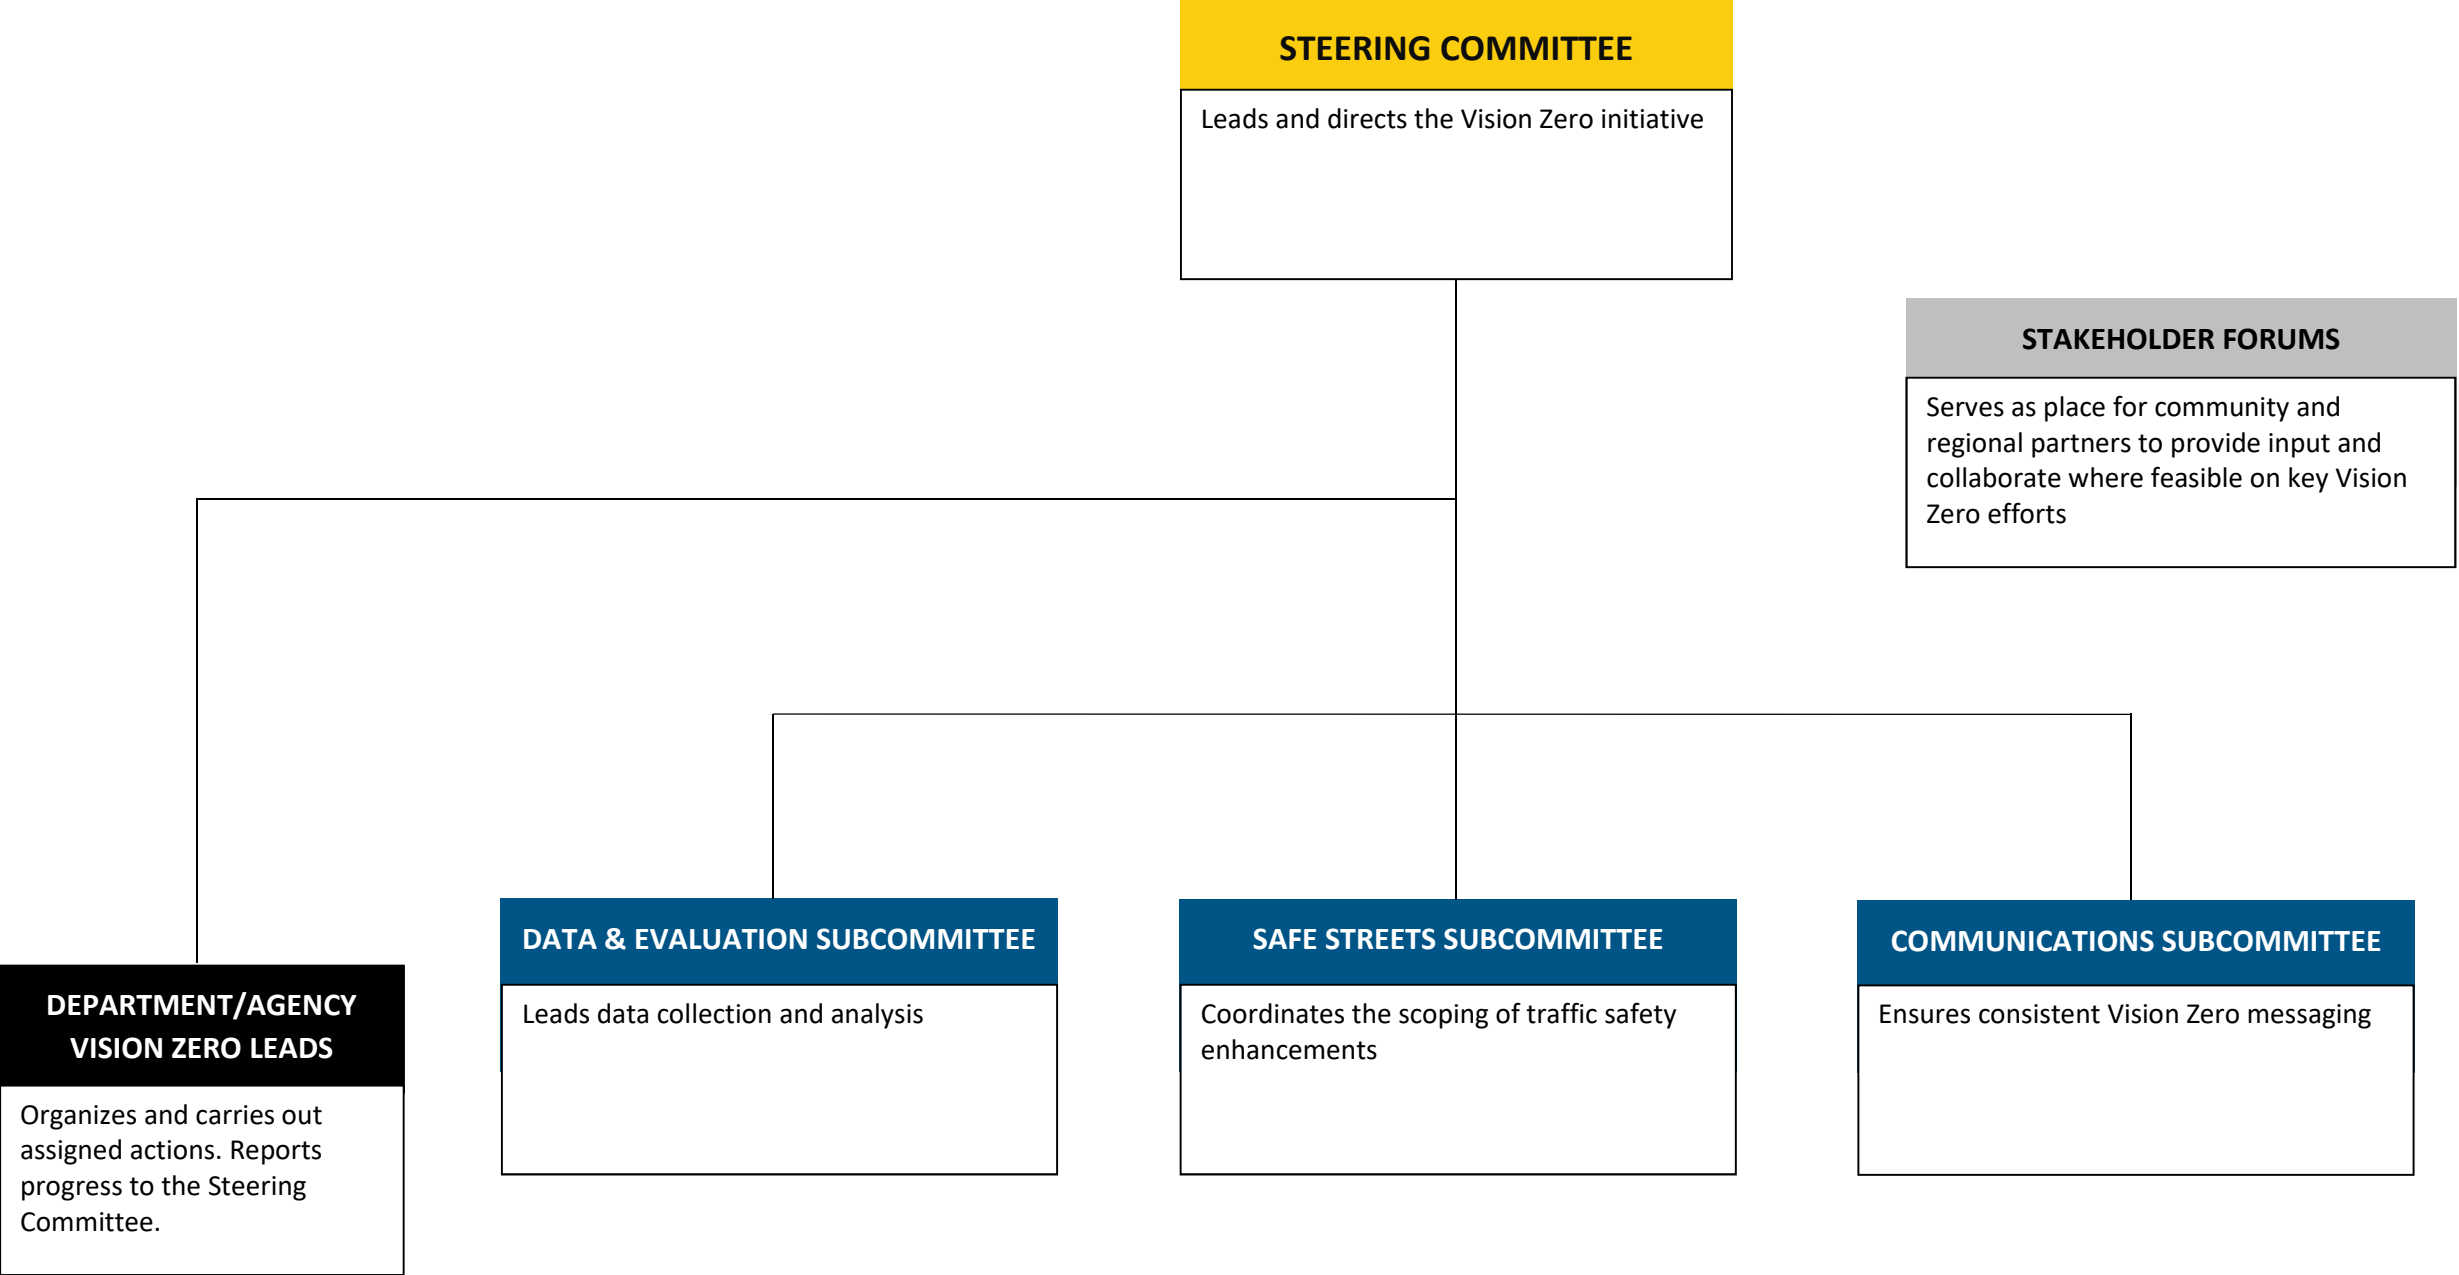 STEERING COMMITTEE
Leads and directs the Vision Zero initiative
STAKEHOLDER FORUMS
Serves as place for community and
regional partners to provide input and
collaborate where feasible on key Vision
Zero efforts
DEPARTMENT/AGENCY
VISION ZERO LEADS
Organizes and carries out
assigned actions. Reports
progress to the Steering
Committee.
DATA & EVALUATION SUBCOMMITTEE
Leads data collection and analysis
SAFE STREETS SUBCOMMITTEE
Coordinates the scoping of traffic safety
enhancements
COMMUNICATIONS SUBCOMMITTEE
Ensures consistent Vision Zero messaging